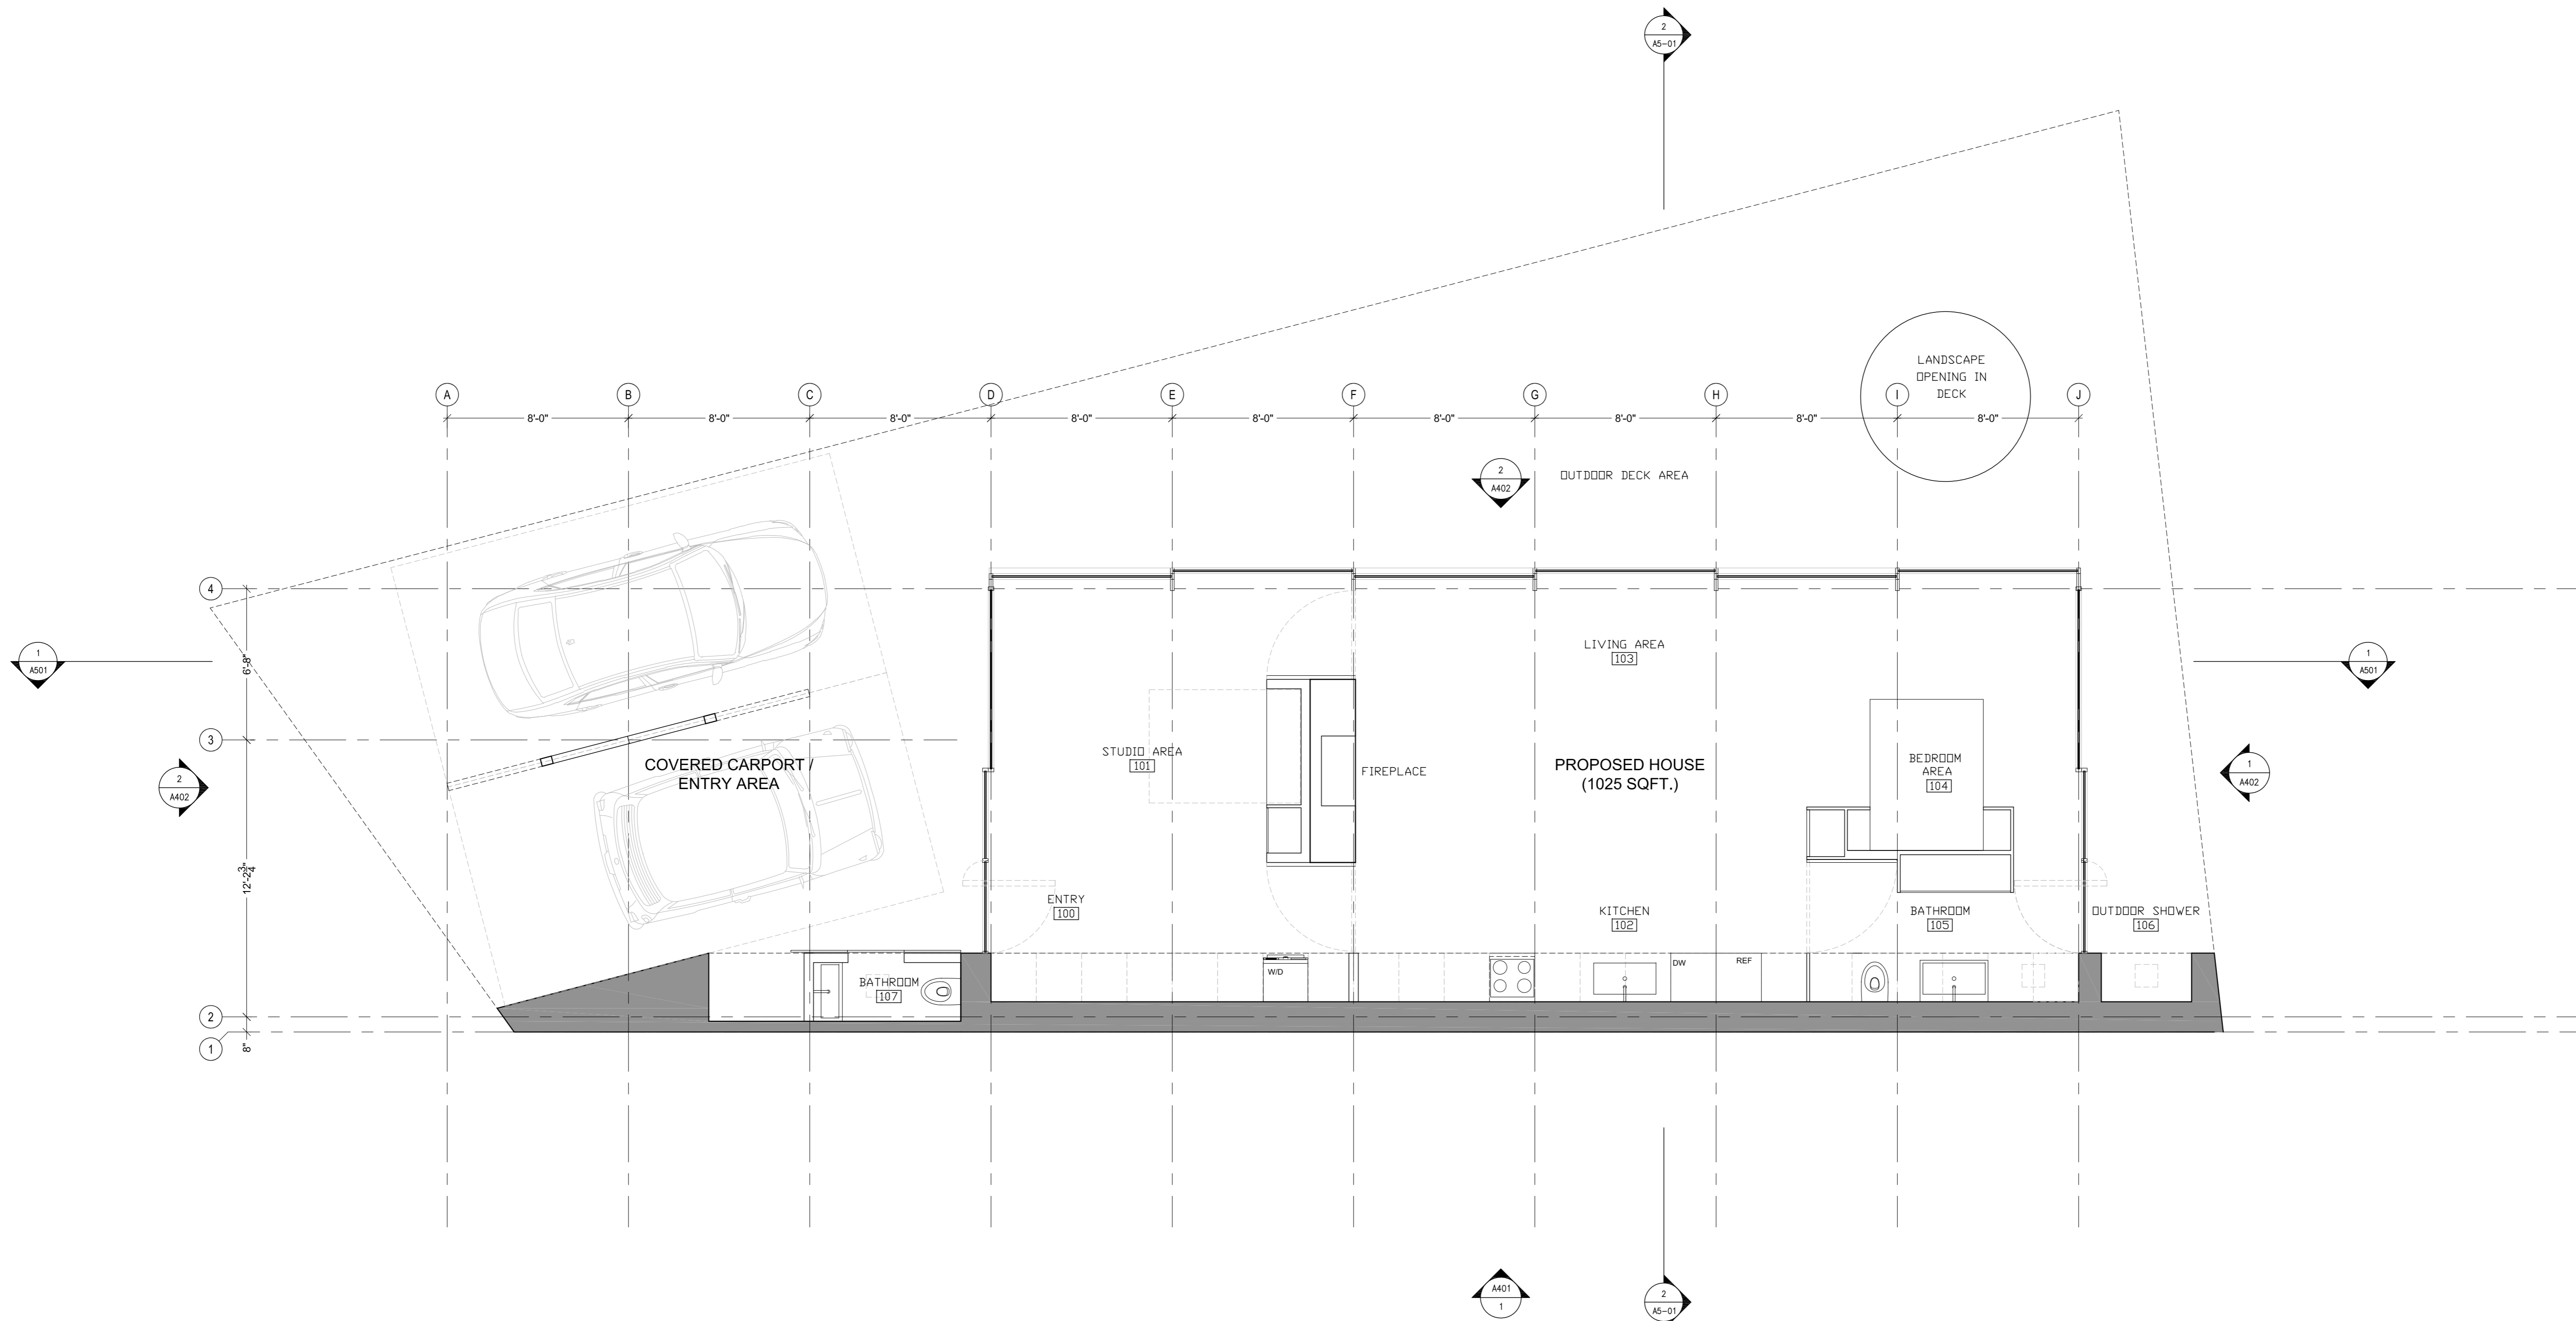 2
A5-01
LANDSCAPE
OPENING IN
DECK
A
B
C
D
E
F
G
H
I
J
8'-0"
8'-0"
8'-0"
8'-0"
8'-0"
8'-0"
8'-0"
8'-0"
8'-0"
2
A402
OUTDOOR DECK AREA
4
1
A501
6'-8"
LIVING AREA
103
1
A501
3
STUDIO AREA
101
COVERED CARPORT /
ENTRY AREA
FIREPLACE
PROPOSED HOUSE
(1025 SQFT.)
BEDROOM
AREA
104
2
A402
1
A402
12'-2 3/4"
ENTRY
100
KITCHEN
102
BATHROOM
105
OUTDOOR SHOWER
106
W/D
DW
REF
BATHROOM
107
2
1
8"
A401
1
2
A5-01